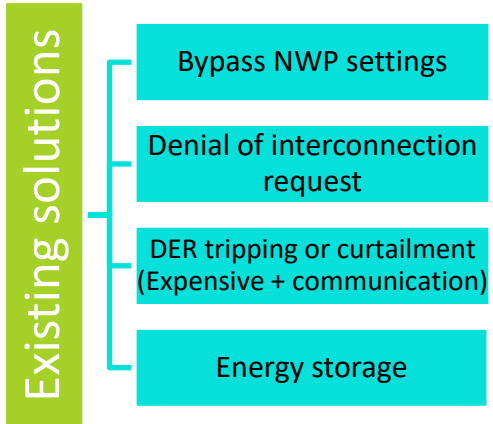 Existing solutions
Bypass NWP settings
Denial of interconnection
request
DER tripping or curtailment
(Expensive + communication)
Energy storage